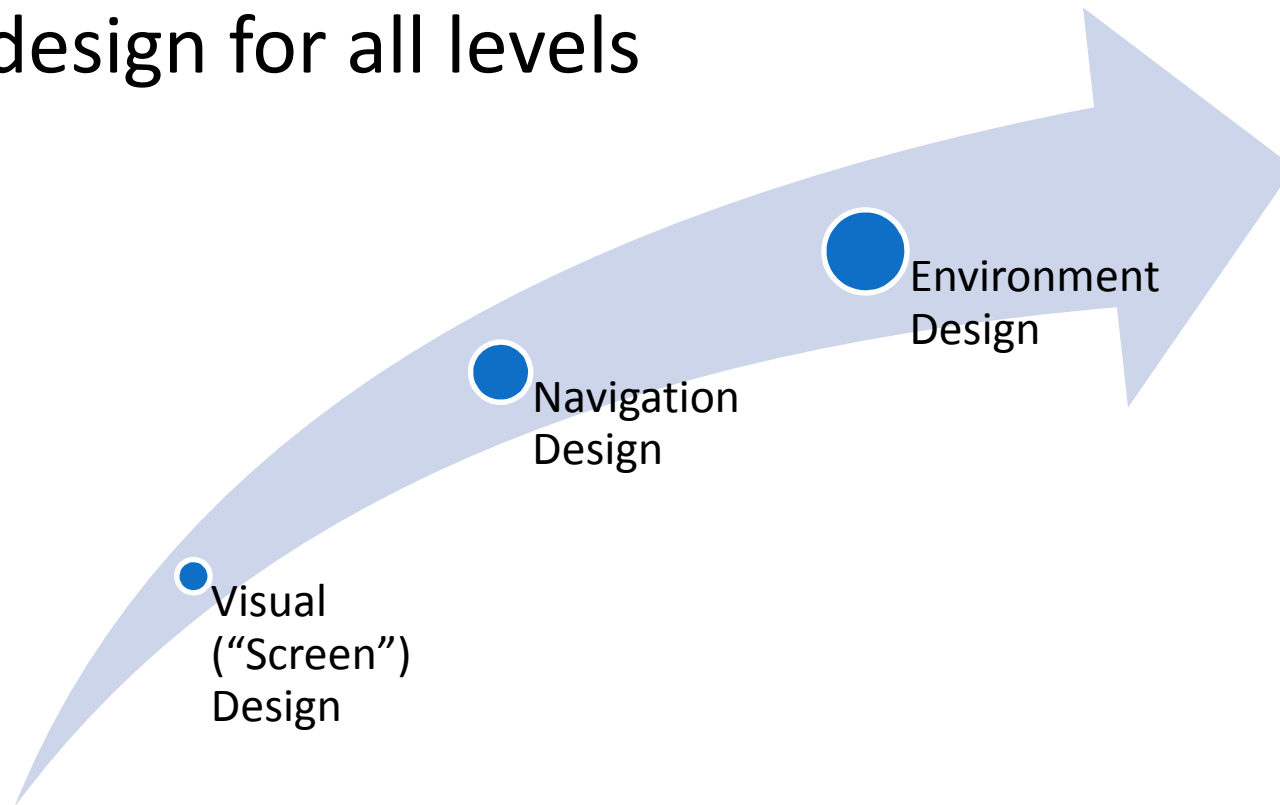 design for all levels
Environment
Design
Navigation
Design
Visual
(“Screen”)
Design